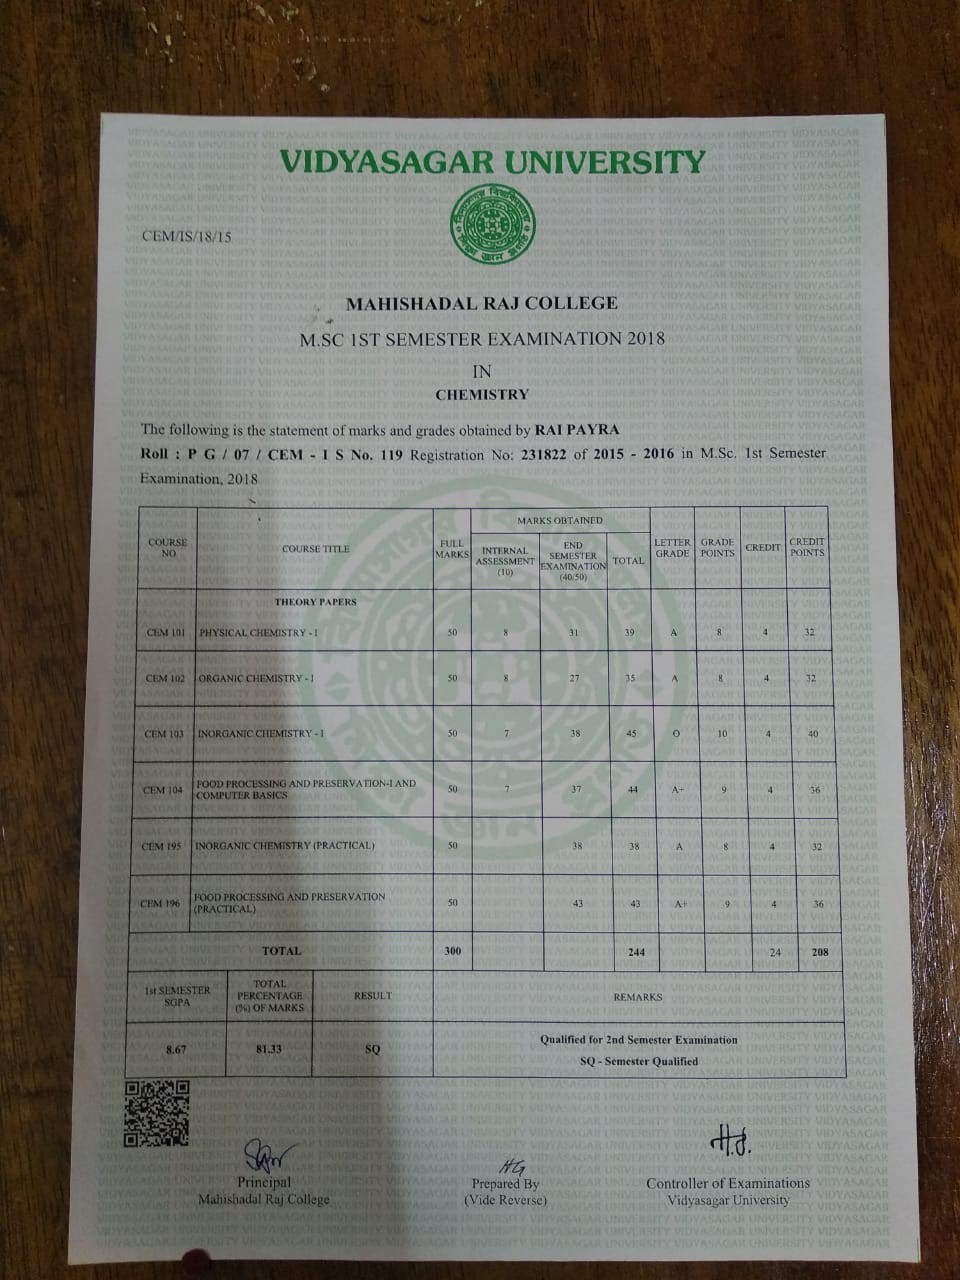 VIDYASAGAR UNIVERSITY
CEM/IS/18/15
MAHISHADAL RAJ COLLEGE
M.SC 1ST SEMESTER EXAMINATION 2018
IN
CHEMISTRY
The following is the statement of marks and grades obtained by RAI PAYRA
Roll : P G / 07 / CEM - I S No. 119 Registration No: 231822 of 2015 - 2016 in M.Sc. 1st Semester
Examination, 2018
COURSE NO COURSE TITLE FULL MARKS MARKS OBTAINED LETTER GRADE GRADE POINTS CREDIT CREDIT POINTS
INTERNAL ASSESSMENT (10) END SEMESTER EXAMINATION (40/50) TOTAL
THEORY PAPERS
CEM 101 PHYSICAL CHEMISTRY - I 50 8 31 39 A 8 4 32
CEM 102 ORGANIC CHEMISTRY - I 50 8 27 35 A 8 4 32
CEM 103 INORGANIC CHEMISTRY - I 50 7 38 45 O 10 4 40
CEM 104 FOOD PROCESSING AND PRESERVATION-I AND COMPUTER BASICS 50 7 37 44 A+ 9 4 36
CEM 195 INORGANIC CHEMISTRY (PRACTICAL) 50 38 38 A 8 4 32
CEM 196 FOOD PROCESSING AND PRESERVATION (PRACTICAL) 50 43 43 A+ 9 4 36
TOTAL 300 244 24 208
1st SEMESTER SGPA TOTAL PERCENTAGE (%) OF MARKS RESULT REMARKS
8.67 81.33 SQ Qualified for 2nd Semester Examination
SQ - Semester Qualified
Principal
Mahishadal Raj College
HG
Prepared By
(Vide Reverse)
Controller of Examinations
Vidyasagar University